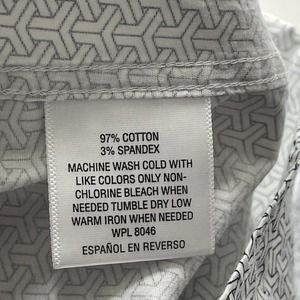 97% COTTON
3% SPANDEX
MACHINE WASH COLD WITH
LIKE COLORS ONLY NON-
CHLORINE BLEACH WHEN
NEEDED TUMBLE DRY LOW
WARM IRON WHEN NEEDED
WPL 8046
ESPAÑOL EN REVERSO